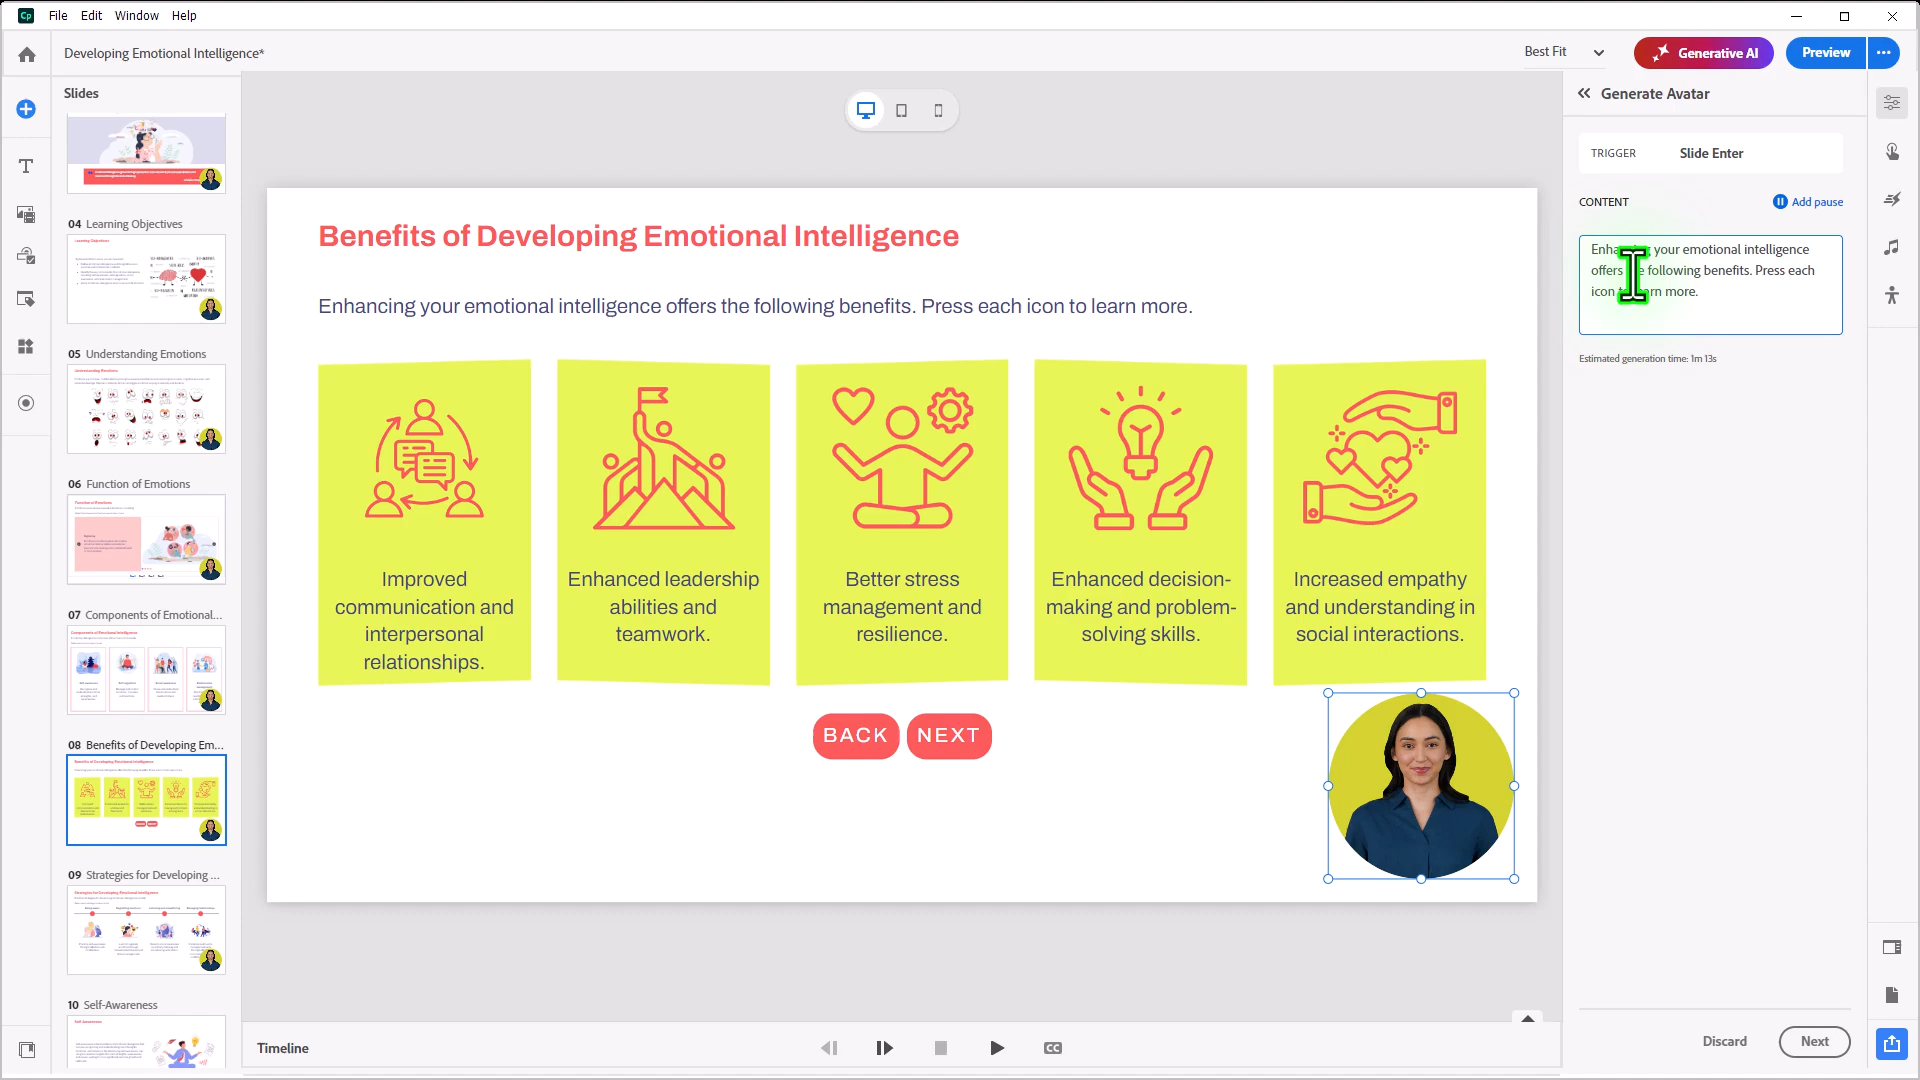 Cp File Edit Window Help
Developing Emotional Intelligence*
Best Fit
Generative AI
Preview
Slides
Generate Avatar
TRIGGER Slide Enter
CONTENT
Add pause
your emotional intelligence
offers following benefits. Press each
icon more.
Estimated generation time: 1m 13s
04 Learning Objectives
05 Understanding Emotions
06 Function of Emotions
07 Components of Emotional...
08 Benefits of Developing Em...
09 Strategies for Developing ...
10 Self-Awareness
Benefits of Developing Emotional Intelligence
Enhancing your emotional intelligence offers the following benefits. Press each icon to learn more.
Improved
communication and
interpersonal
relationships.
Enhanced leadership
abilities and
teamwork.
Better stress
management and
resilience.
Enhanced decision-
making and problem-
solving skills.
Increased empathy
and understanding in
social interactions.
BACK
NEXT
Timeline
CC
Discard
Next